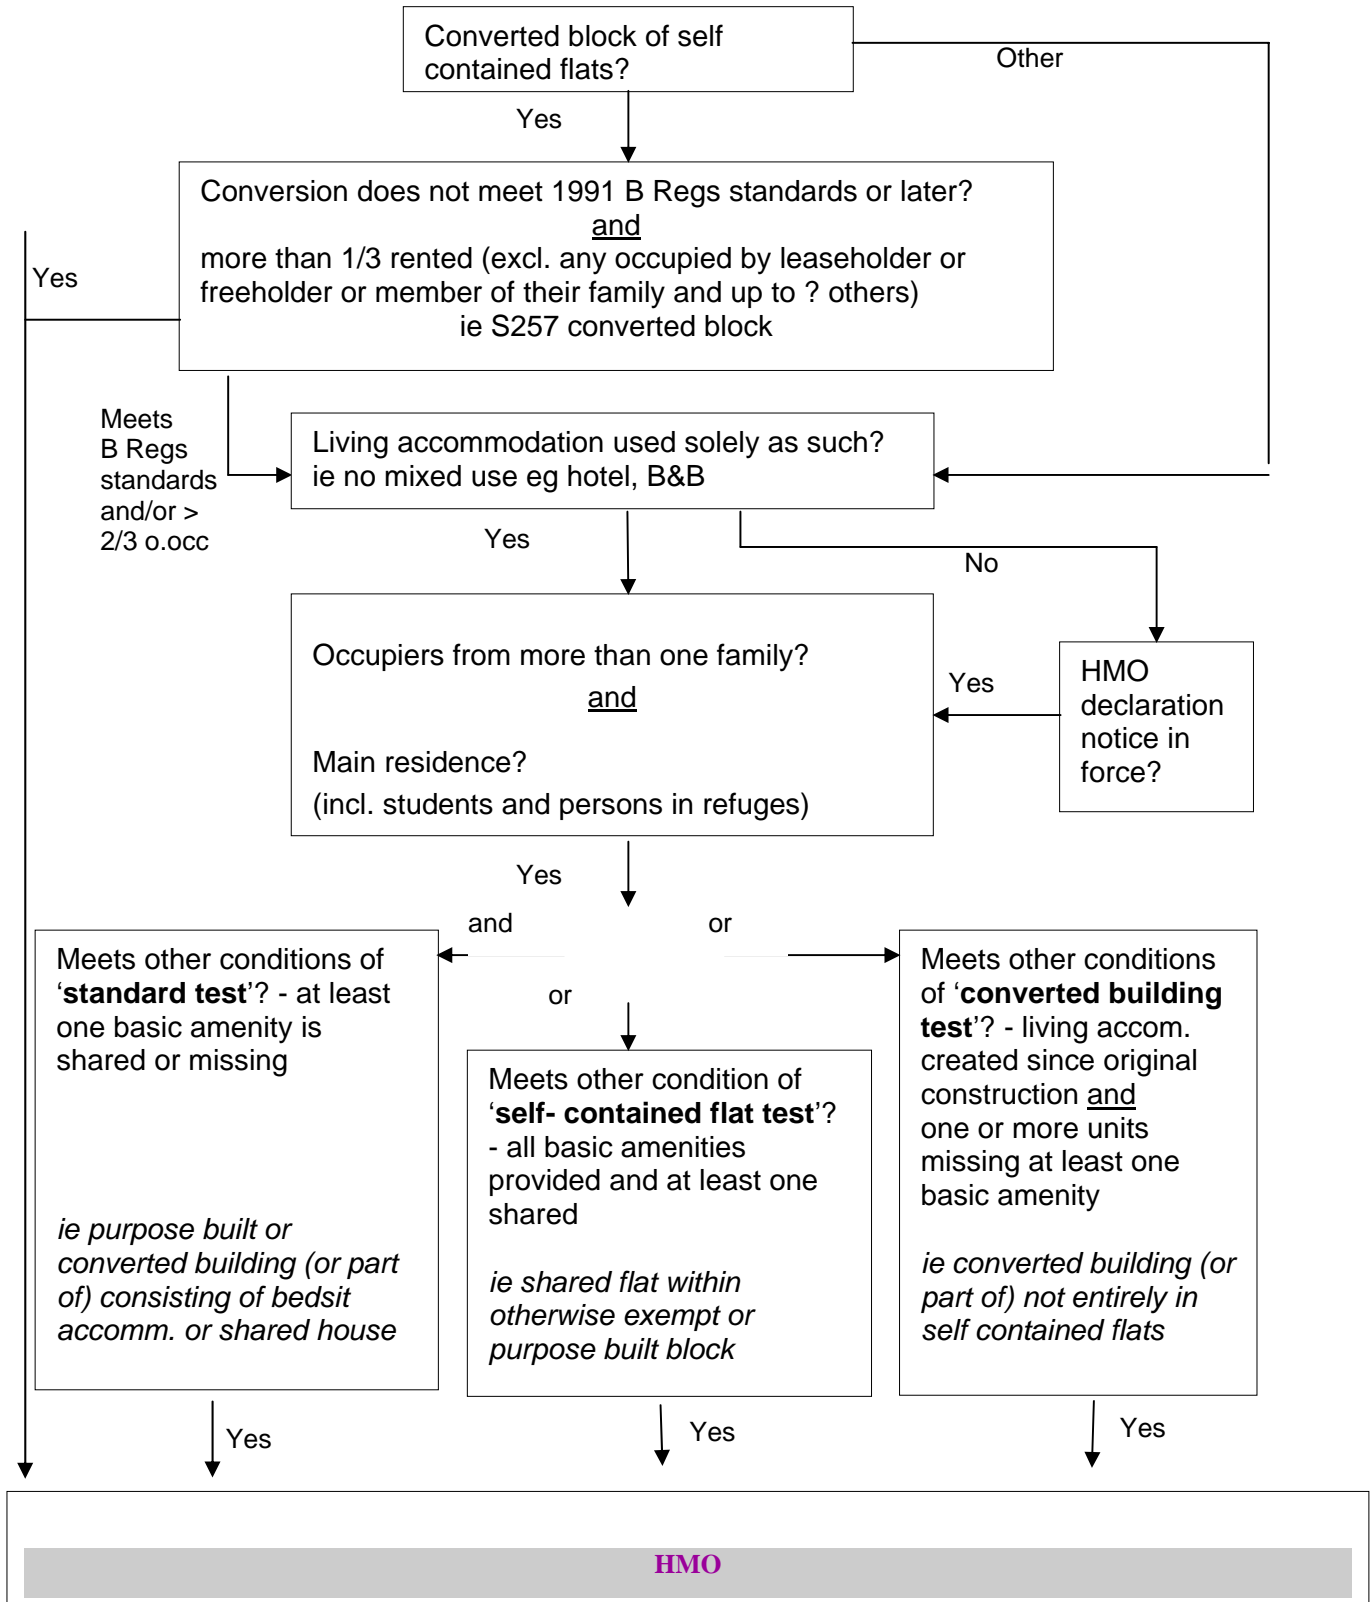 Converted block of self
contained flats?
Other
Yes
Conversion does not meet 1991 B Regs standards or later?
and
more than 1/3 rented (excl. any occupied by leaseholder or
freeholder or member of their family and up to ? others)
ie S257 converted block
Yes
Meets
B Regs
standards
and/or >
2/3 o.occ
Living accommodation used solely as such?
ie no mixed use eg hotel, B&B
Yes
No
Occupiers from more than one family?
and
Main residence?
(incl. students and persons in refuges)
Yes
HMO
declaration
notice in
force?
Yes
and
or
or
Meets other conditions of
‘standard test’? - at least
one basic amenity is
shared or missing
ie purpose built or
converted building (or part
of) consisting of bedsit
accomm. or shared house
Meets other condition of
‘self- contained flat test’?
- all basic amenities
provided and at least one
shared
ie shared flat within
otherwise exempt or
purpose built block
Meets other conditions
of ‘converted building
test’? - living accom.
created since original
construction and
one or more units
missing at least one
basic amenity
ie converted building (or
part of) not entirely in
self contained flats
Yes
Yes
Yes
HMO